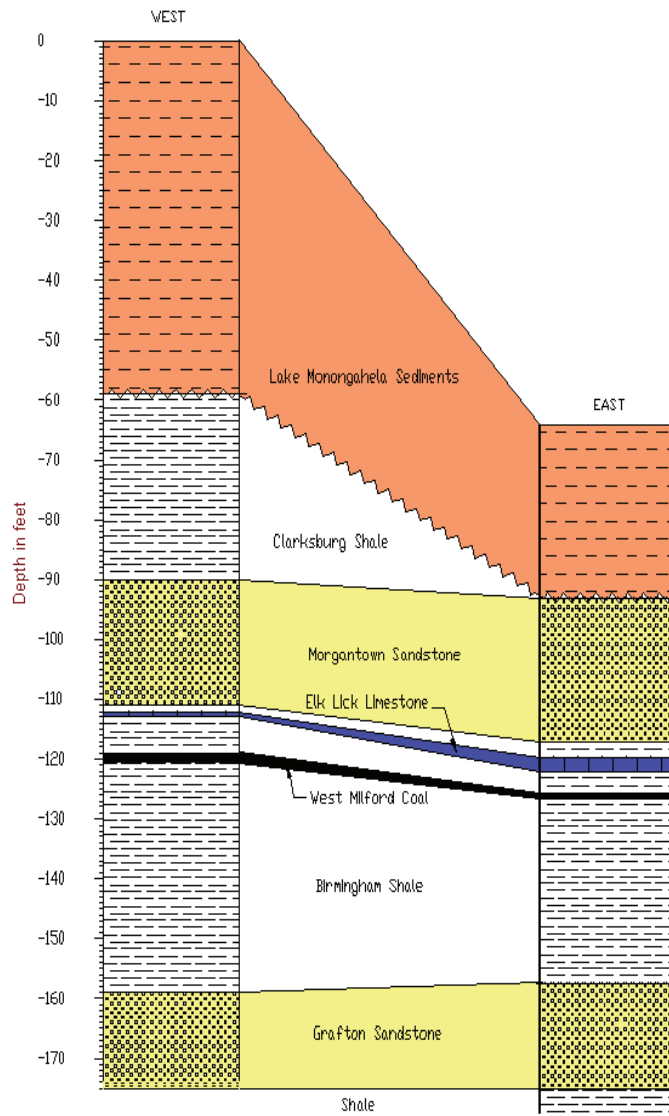 WEST
0
-10
-20
-30
-40
-50
Lake Monongahela Sediments
-60
EAST
-70
-80
Clarksburg Shale
-90
-100
Morgantown Sandstone
Elk Lick Limestone
-110
-120
West Milford Coal
-130
-140
Birmingham Shale
-150
-160
Grafton Sandstone
-170
Shale
Depth in feet